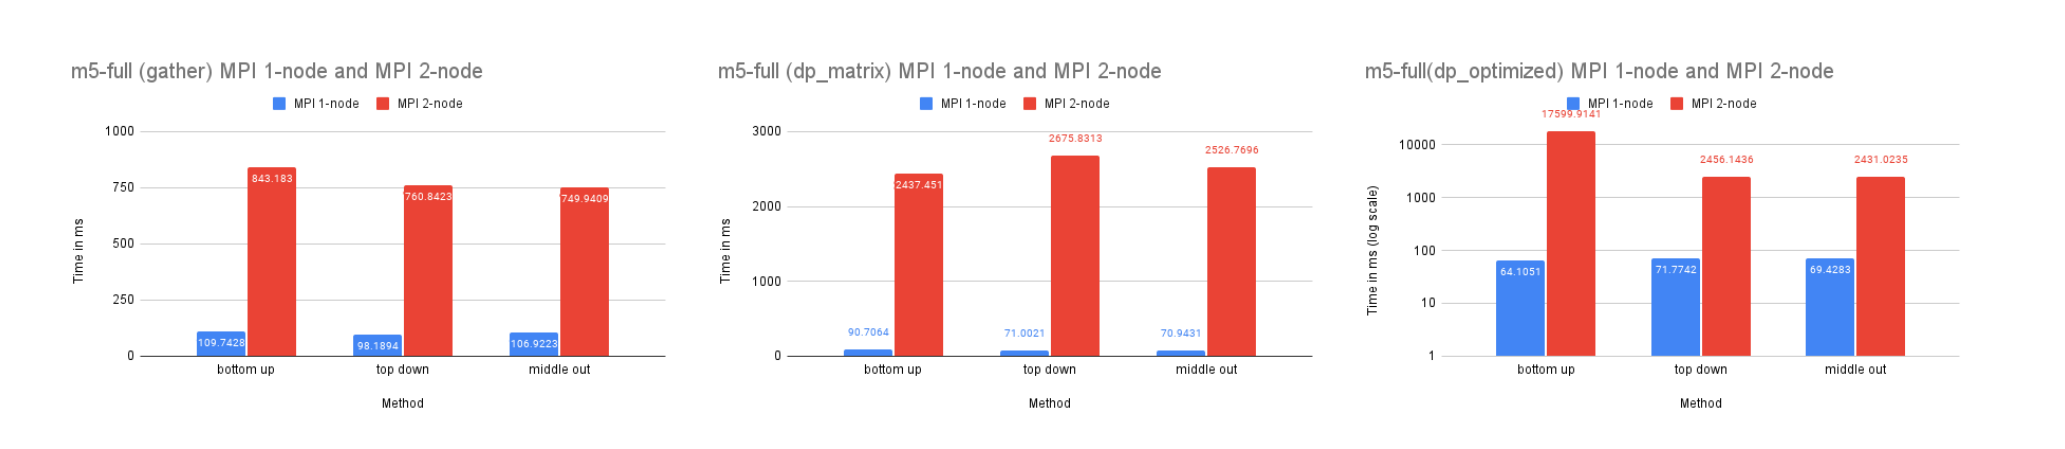 m5-full (gather) MPI 1-node and MPI 2-node
MPI 1-node MPI 2-node
Time in ms
1000
750
500
250
0
843.183
760.8423
749.9409
109.7428
98.1894
106.9223
bottom up top down middle out
Method
m5-full (dp_matrix) MPI 1-node and MPI 2-node
MPI 1-node MPI 2-node
Time in ms
3000
2000
1000
0
2437.451
2675.8313
2526.7696
90.7064
71.0021
70.9431
bottom up top down middle out
Method
m5-full(dp_optimized) MPI 1-node and MPI 2-node
MPI 1-node MPI 2-node
Time in ms (log scale)
10000
1000
100
10
1
17599.9141
2456.1436
2431.0235
64.1051
71.7742
69.4283
bottom up top down middle out
Method